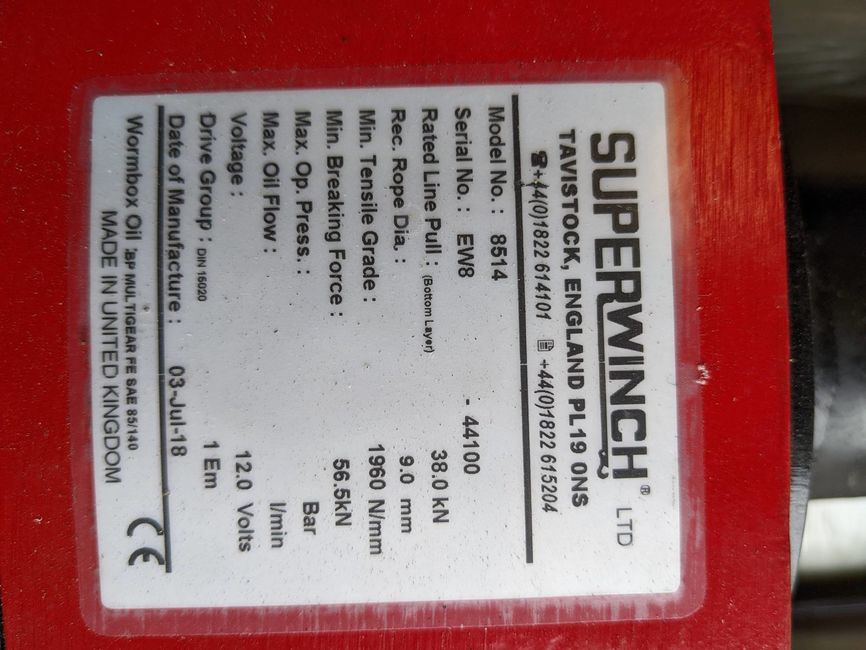 SUPERWINCH® LTD
TAVISTOCK, ENGLAND PL19 0NS
☎+44(0)1822 614101 📠 +44(0)1822 615204
Model No. : 8514
Serial No. : EW8 - 44100
Rated Line Pull : (Bottom Layer) 38.0 kN
Rec. Rope Dia. : 9.0 mm
Min. Tensile Grade : 1960 N/mm
Min. Breaking Force : 56.5kN
Max. Op. Press. : Bar
Max. Oil Flow : l/min
Voltage : 12.0 Volts
Drive Group : DIN 15020 1 Em
Date of Manufacture : 03-Jul-18
Wormbox Oil 'BP MULTIGEAR FE SAE 85/140
MADE IN UNITED KINGDOM CE